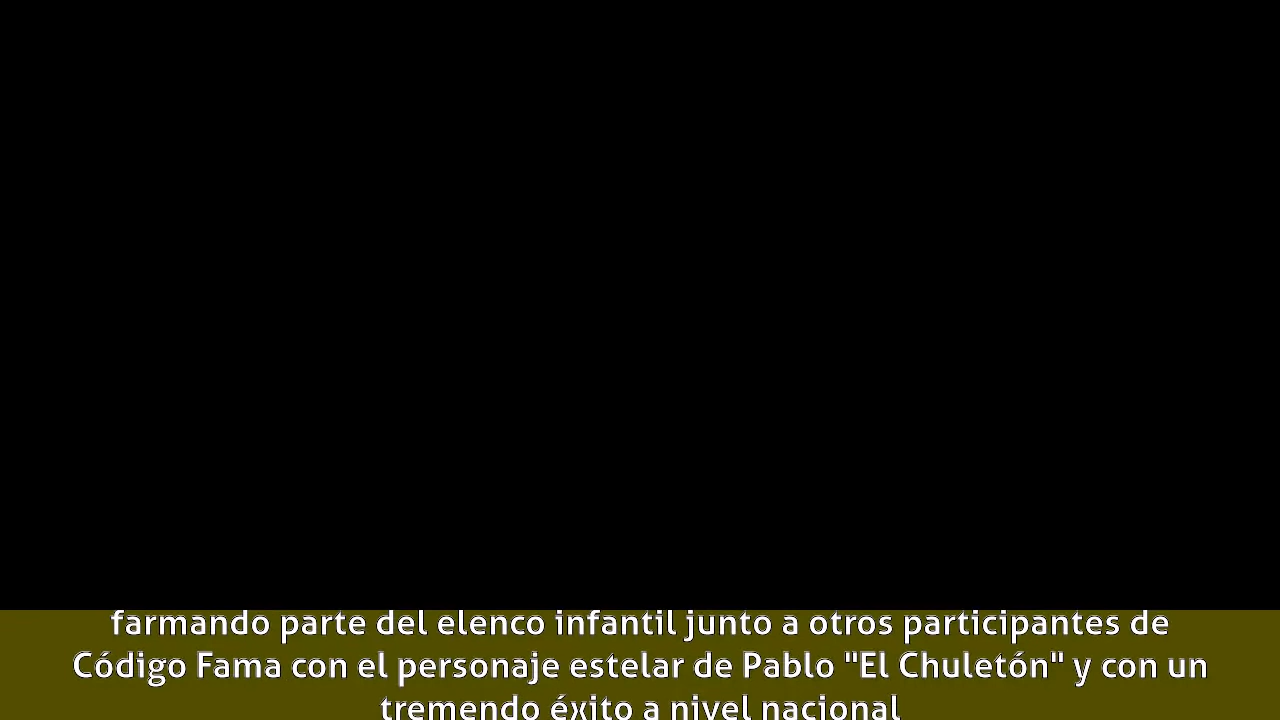 farmando parte del elenco infantil junto a otros participantes de
Código Fama con el personaje estelar de Pablo "El Chuletón" y con un
tremendo éxito a nivel nacional